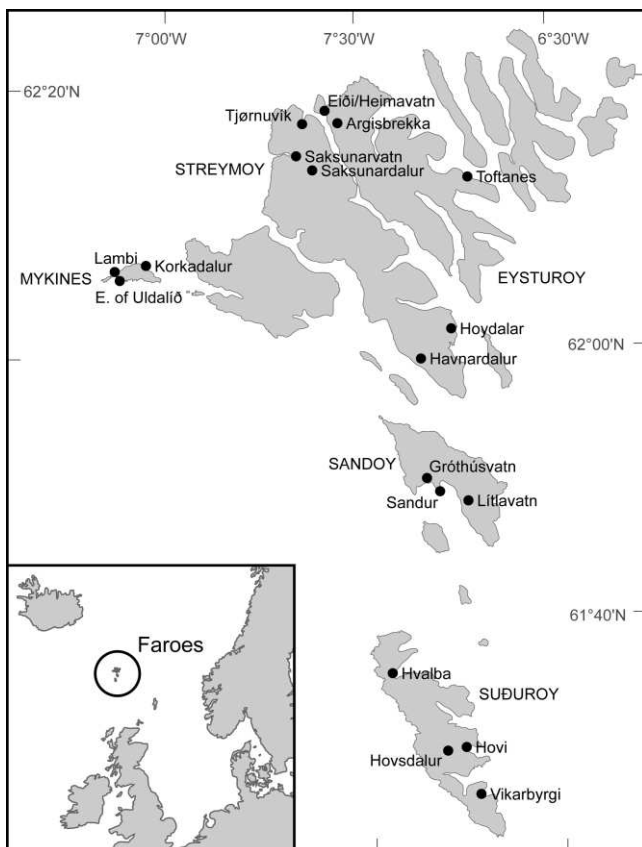 7°00'W
7°30'W
6°30'W
62°20'N
Eiði/Heimavatn
Tjørnuvík
Argisbrekka
Saksunarvatn
STREYMOY
Saksunardalur
Toftanes
Lambi
Korkadalur
MYKINES
EYSTUROY
E. of Uldalíð
Hoydalar
62°00'N
Havnardalur
SANDOY
Gróthúsvatn
Sandur
Lítlavatn
61°40'N
Faroes
Hvalba
SUÐUROY
Hovi
Hovsdalur
Vikarbyrgi